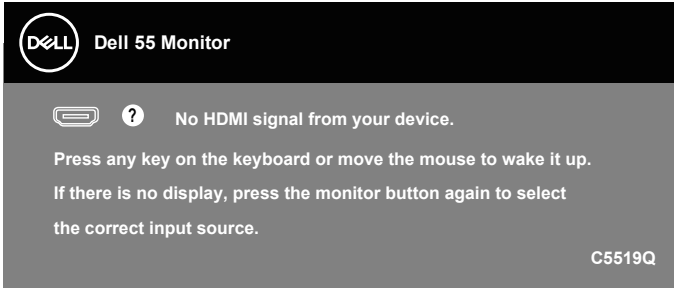 DELL Dell 55 Monitor
? No HDMI signal from your device.
Press any key on the keyboard or move the mouse to wake it up.
If there is no display, press the monitor button again to select
the correct input source.
C5519Q